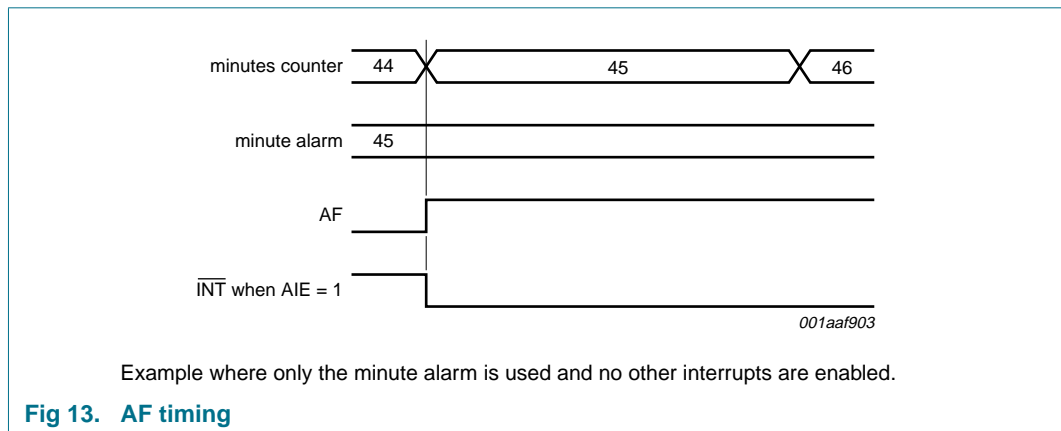 minutes counter 44 45 46
minute alarm 45
AF
INT when AIE = 1
001aaf903
Example where only the minute alarm is used and no other interrupts are enabled.
Fig 13. AF timing